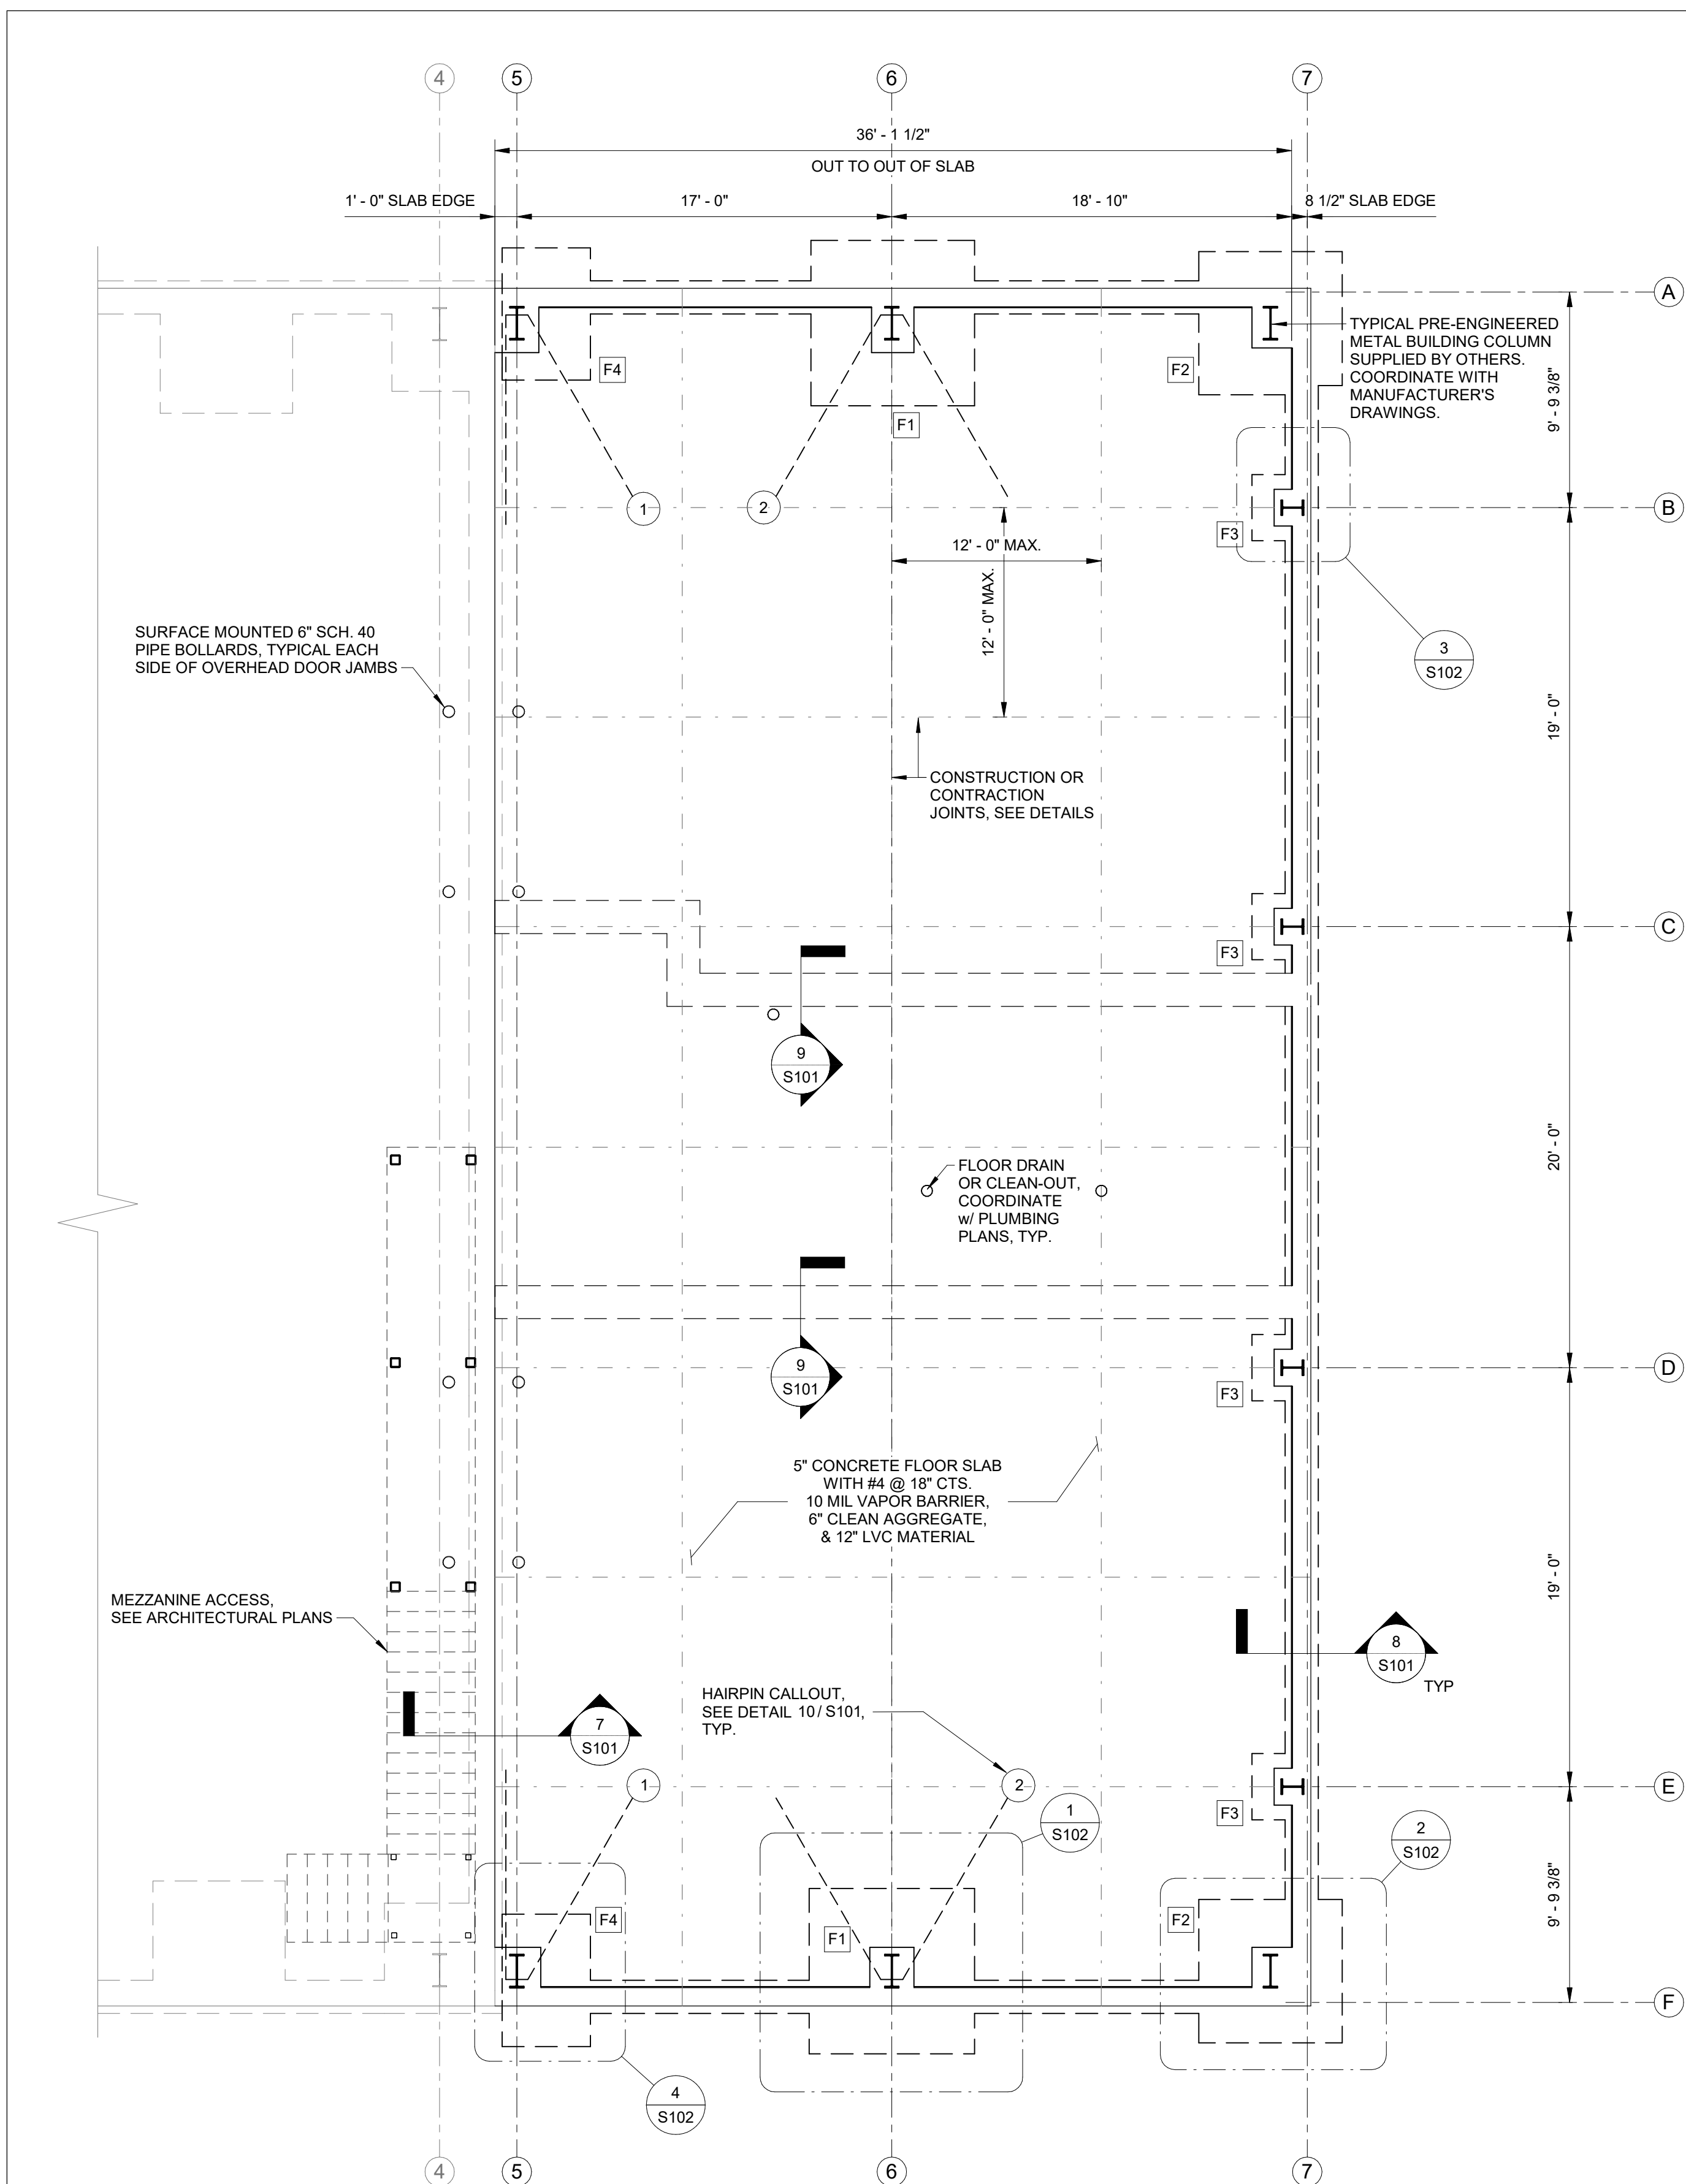 4
5
6
7
36' - 1 1/2"
OUT TO OUT OF SLAB
1' - 0" SLAB EDGE
17' - 0"
18' - 10"
8 1/2" SLAB EDGE
A
TYPICAL PRE-ENGINEERED
METAL BUILDING COLUMN
SUPPLIED BY OTHERS.
COORDINATE WITH
MANUFACTURER'S
DRAWINGS.
9' - 9 3/8"
F4
F2
F1
1
2
B
F3
12' - 0" MAX.
12' - 0" MAX.
SURFACE MOUNTED 6" SCH. 40
PIPE BOLLARDS, TYPICAL EACH
SIDE OF OVERHEAD DOOR JAMBS
3
S102
19' - 0"
CONSTRUCTION OR
CONTRACTION
JOINTS, SEE DETAILS
C
F3
9
S101
20' - 0"
FLOOR DRAIN
OR CLEAN-OUT,
COORDINATE
w/ PLUMBING
PLANS, TYP.
9
S101
D
F3
5" CONCRETE FLOOR SLAB
WITH #4 @ 18" CTS.
10 MIL VAPOR BARRIER,
6" CLEAN AGGREGATE,
& 12" LVC MATERIAL
19' - 0"
MEZZANINE ACCESS,
SEE ARCHITECTURAL PLANS
8
S101
TYP
HAIRPIN CALLOUT,
SEE DETAIL 10 / S101,
TYP.
7
S101
1
2
E
F3
1
S102
2
S102
9' - 9 3/8"
F4
F1
F2
F
4
S102
4
5
6
7